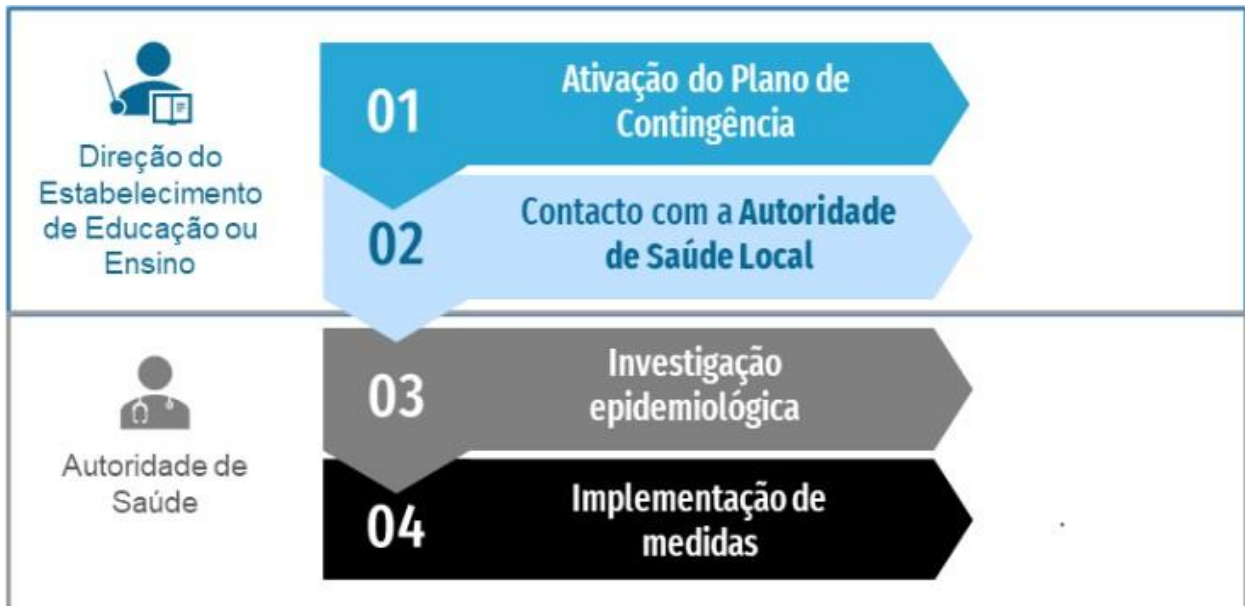 Direção do
Estabelecimento
de Educação ou
Ensino
01
Ativação do Plano de
Contingência
02
Contacto com a Autoridade
de Saúde Local
Autoridade de
Saúde
03
Investigação
epidemiológica
04
Implementação de
medidas